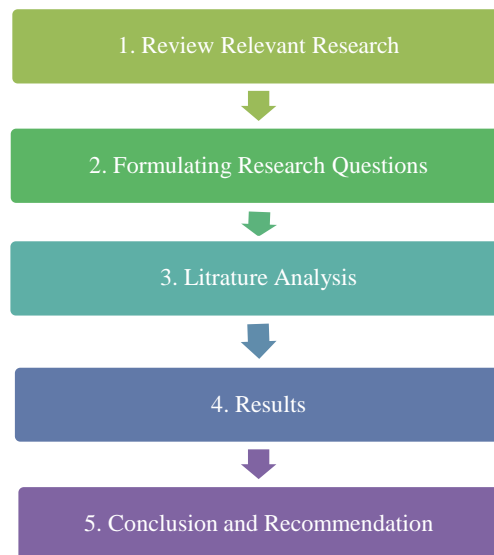 1. Review Relevant Research
2. Formulating Research Questions
3. Litrature Analysis
4. Results
5. Conclusion and Recommendation